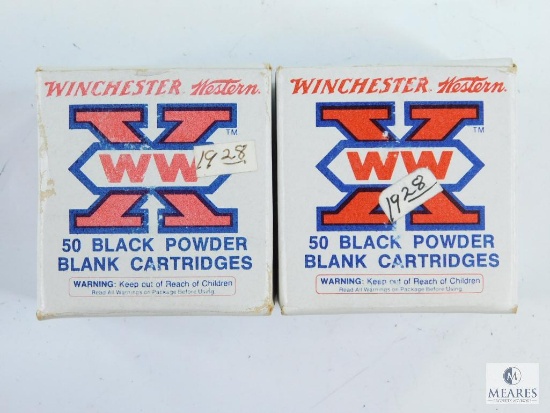 WINCHESTER Western
WW
TM
1928
50 BLACK POWDER
BLANK CARTRIDGES
WARNING: Keep out of Reach of Children
Read All Warnings on Package Before Using
WINCHESTER Western
WW
TM
1928
50 BLACK POWDER
BLANK CARTRIDGES
WARNING: Keep out of Reach of Children
Read All Warnings on Package Before Using
M
MEARES